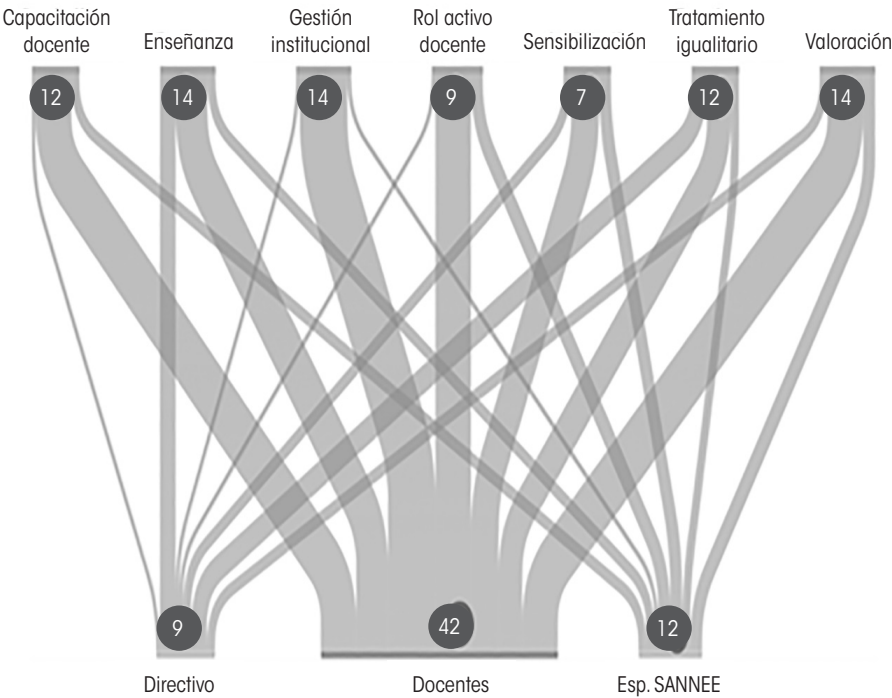 Capacitación
docente
Enseñanza
Gestión
institucional
Rol activo
docente
Sensibilización
Tratamiento
igualitario
Valoración
12
14
14
9
7
12
14
9
42
12
Directivo
Docentes
Esp. SANNEE